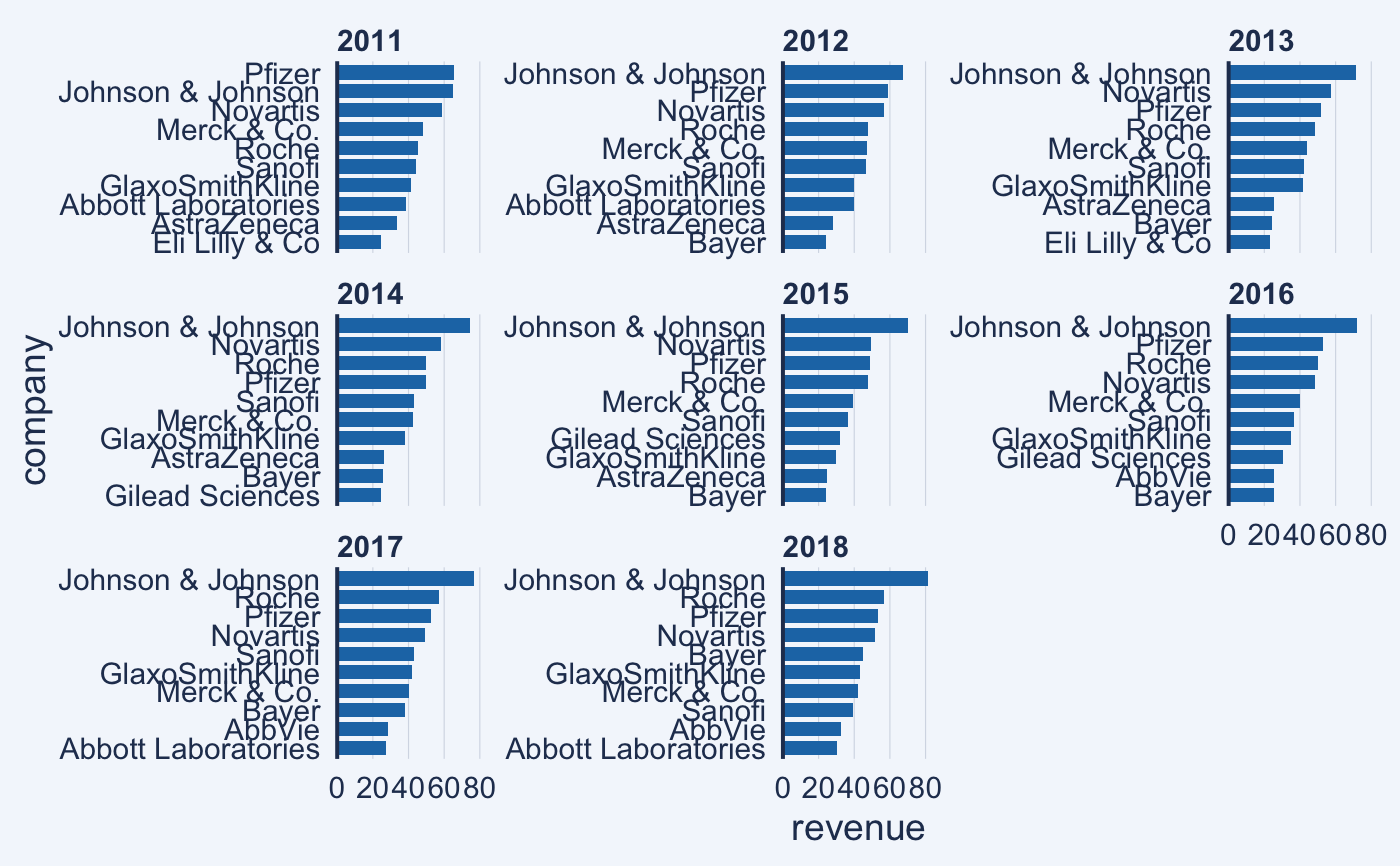 2011
Pfizer
Johnson & Johnson
Novartis
Merck & Co.
Roche
Sanofi
GlaxoSmithKline
Abbott Laboratories
AstraZeneca
Eli Lilly & Co
2012
Johnson & Johnson
Pfizer
Novartis
Roche
Merck & Co.
Sanofi
GlaxoSmithKline
Abbott Laboratories
AstraZeneca
Bayer
2013
Johnson & Johnson
Novartis
Pfizer
Roche
Merck & Co.
Sanofi
GlaxoSmithKline
AstraZeneca
Bayer
Eli Lilly & Co
company
2014
Johnson & Johnson
Novartis
Roche
Pfizer
Sanofi
Merck & Co.
GlaxoSmithKline
AstraZeneca
Bayer
Gilead Sciences
2015
Johnson & Johnson
Novartis
Pfizer
Roche
Merck & Co.
Sanofi
Gilead Sciences
GlaxoSmithKline
AstraZeneca
Bayer
2016
Johnson & Johnson
Pfizer
Roche
Novartis
Merck & Co.
Sanofi
GlaxoSmithKline
Gilead Sciences
AbbVie
Bayer
0 20 40 60 80
2017
Johnson & Johnson
Roche
Pfizer
Novartis
Sanofi
GlaxoSmithKline
Merck & Co.
Bayer
AbbVie
Abbott Laboratories
0 20 40 60 80
2018
Johnson & Johnson
Roche
Pfizer
Novartis
Bayer
GlaxoSmithKline
Merck & Co.
Sanofi
AbbVie
Abbott Laboratories
0 20 40 60 80
revenue